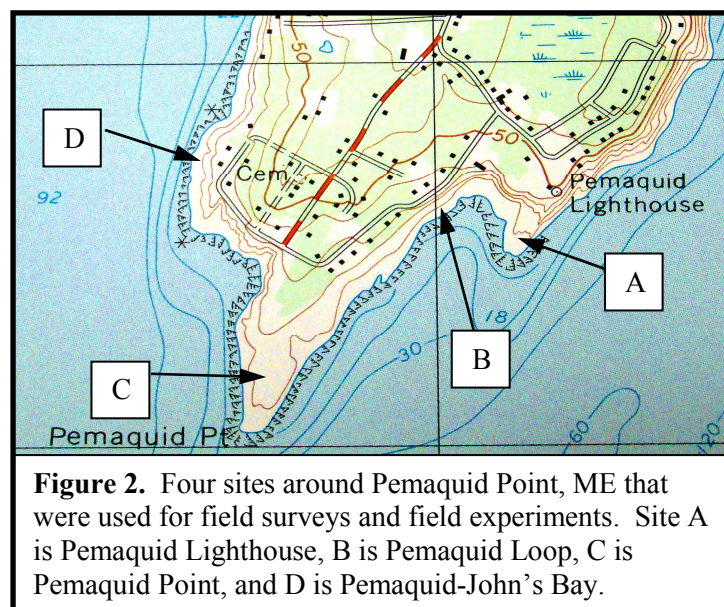 50
D
92
Cem
50
Pemaquid
Lighthouse
A
B
18
30
C
Pemaquid Pt
60
120
Figure 2. Four sites around Pemaquid Point, ME that
were used for field surveys and field experiments. Site A
is Pemaquid Lighthouse, B is Pemaquid Loop, C is
Pemaquid Point, and D is Pemaquid-John's Bay.